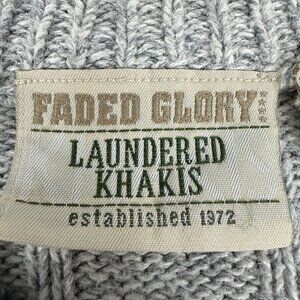 FADED GLORY
LAUNDERED
KHAKIS
established 1972